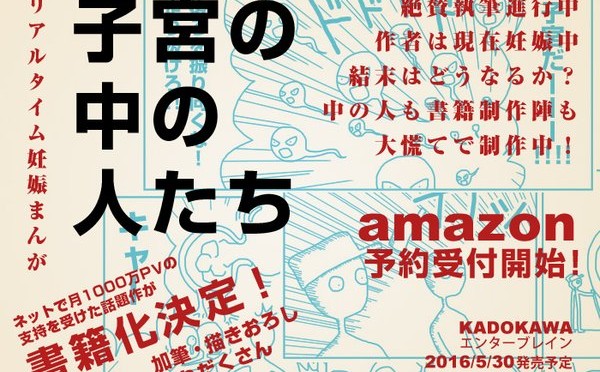 リアルタイム妊娠まんが
子宮の
中の
人たち
絶賛執筆進行中
作者は現在妊娠中
結末はどうなるか？
中の人も書籍制作陣も
大慌てで制作中！
amazon
予約受付開始！
ネットで月1000万PVの
支持を受けた話題作が
書籍化決定！
加筆・描きおろし
だくさん
KADOKAWA
エンターブレイン
2016/5/30発売予定